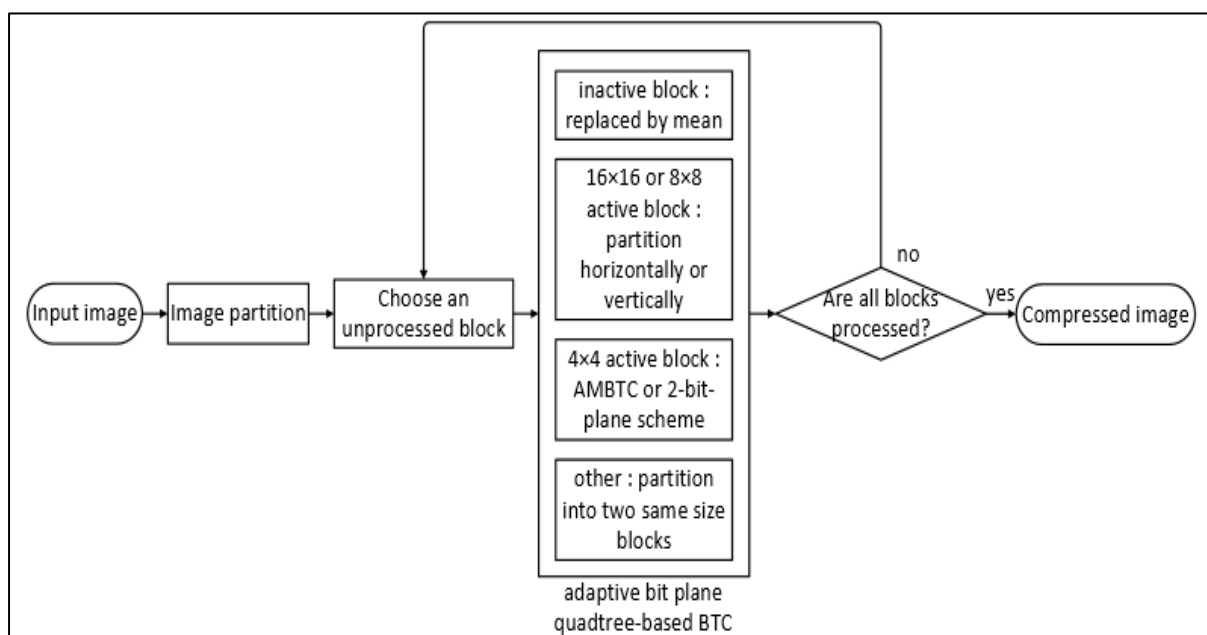 Input image
Image partition
Choose an
unprocessed block
inactive block :
replaced by mean
16×16 or 8×8
active block :
partition
horizontally or
vertically
4×4 active block :
AMBTC or 2-bit-
plane scheme
other : partition
into two same size
blocks
adaptive bit plane
quadtree-based BTC
no
Are all blocks
processed?
yes
Compressed image